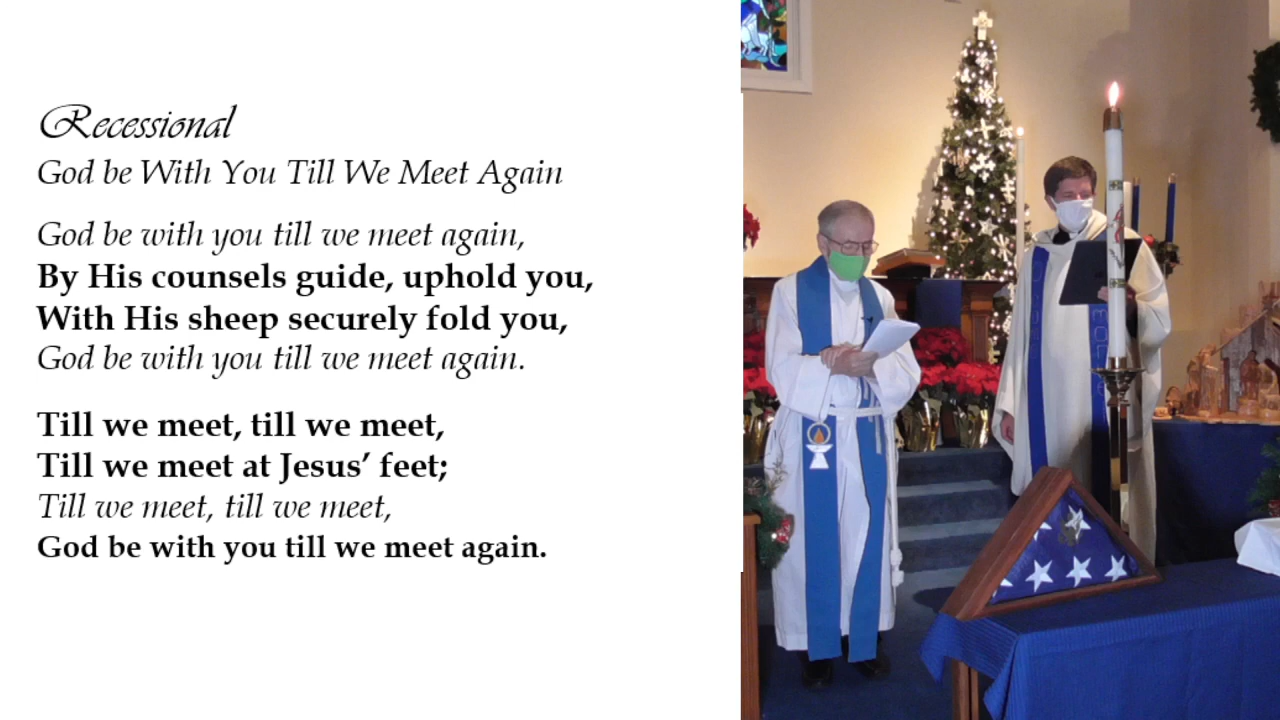 Recessional
God be With You Till We Meet Again
God be with you till we meet again,
By His counsels guide, uphold you,
With His sheep securely fold you,
God be with you till we meet again.
Till we meet, till we meet,
Till we meet at Jesus’ feet;
Till we meet, till we meet,
God be with you till we meet again.